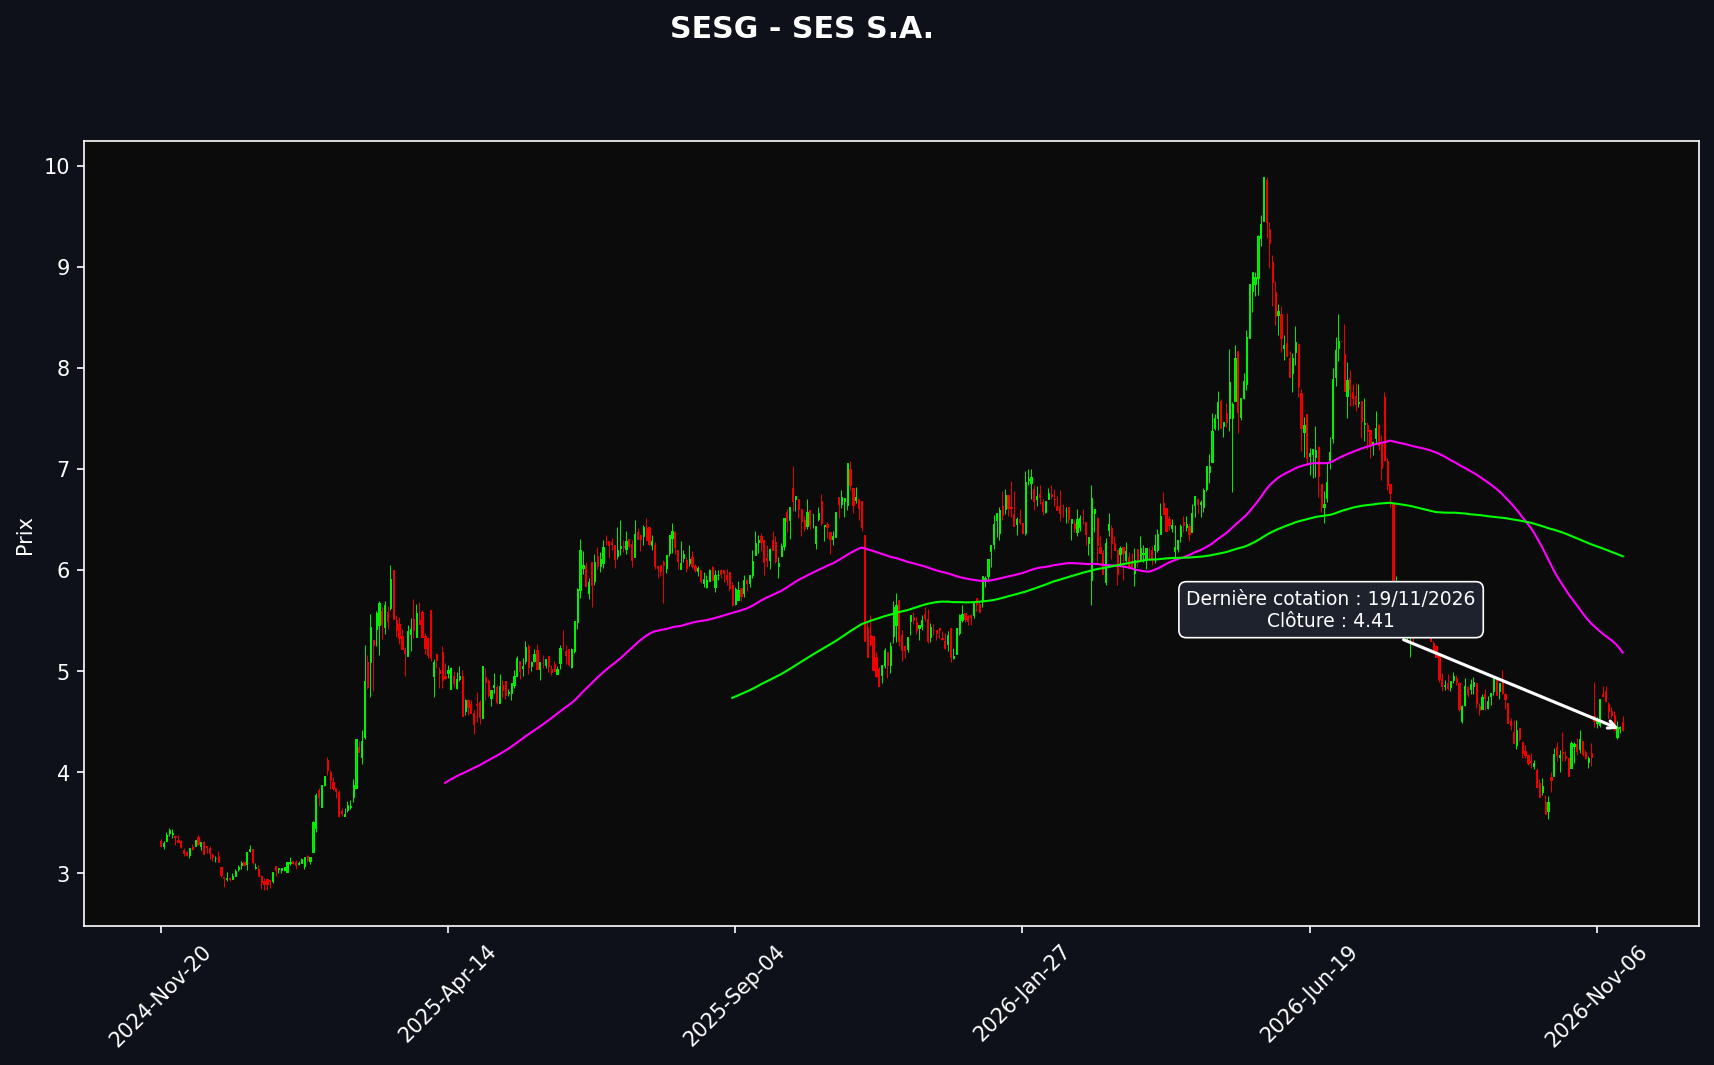 SESG - SES S.A.
Prix
10
9
8
7
6
5
4
3
Dernière cotation : 19/11/2026
Clôture : 4.41
2024-Nov-20
2025-Apr-14
2025-Sep-04
2026-Jan-27
2026-Jun-19
2026-Nov-06